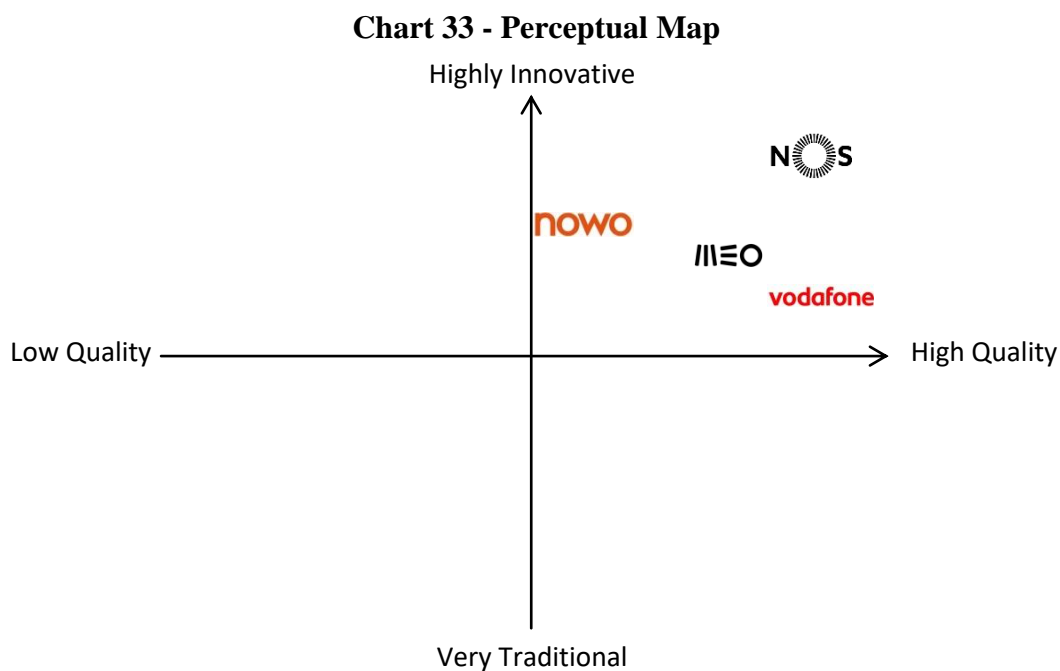 Chart 33 - Perceptual Map
Highly Innovative
NOS
nowo
MEO
vodafone
Low Quality
High Quality
Very Traditional